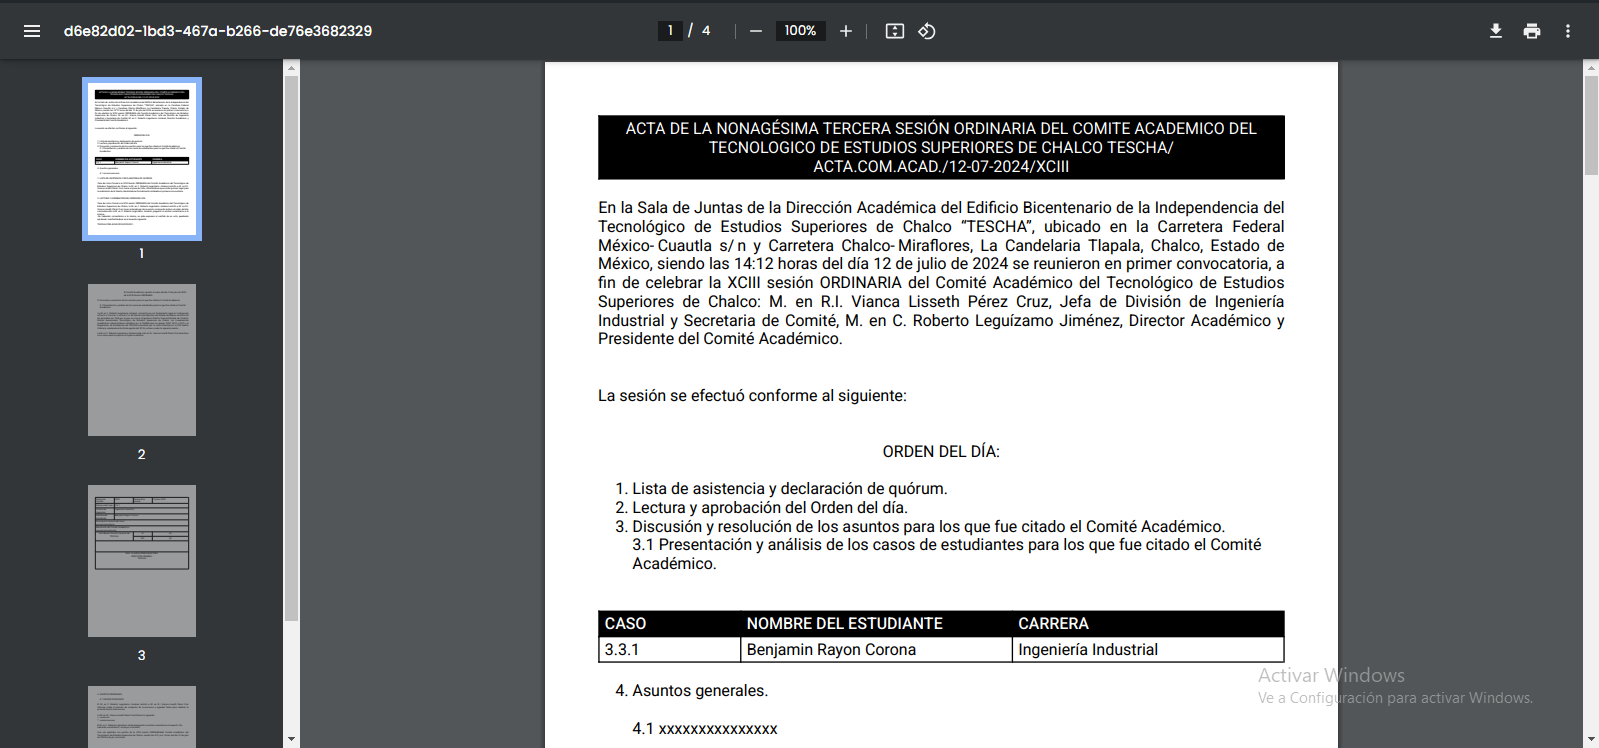 d6e82d02-1bd3-467a-b266-de76e3682329
1 / 4
100%
1
2
3
ACTA DE LA NONAGÉSIMA TERCERA SESIÓN ORDINARIA DEL COMITE ACADEMICO DEL
TECNOLOGICO DE ESTUDIOS SUPERIORES DE CHALCO TESCHA/
ACTA.COM.ACAD./12-07-2024/XCIII
En la Sala de Juntas de la Dirección Académica del Edificio Bicentenario de la Independencia del
Tecnológico de Estudios Superiores de Chalco “TESCHA”, ubicado en la Carretera Federal
México-Cuautla s/n y Carretera Chalco-Miraflores, La Candelaria Tlapala, Chalco, Estado de
México, siendo las 14:12 horas del día 12 de julio de 2024 se reunieron en primer convocatoria, a
fin de celebrar la XCIII sesión ORDINARIA del Comité Académico del Tecnológico de Estudios
Superiores de Chalco: M. en R.I. Vianca Lisseth Pérez Cruz, Jefa de División de Ingeniería
Industrial y Secretaria de Comité, M. en C. Roberto Leguízamo Jiménez, Director Académico y
Presidente del Comité Académico.
La sesión se efectuó conforme al siguiente:
ORDEN DEL DÍA:
1. Lista de asistencia y declaración de quórum.
2. Lectura y aprobación del Orden del día.
3. Discusión y resolución de los asuntos para los que fue citado el Comité Académico.
3.1 Presentación y análisis de los casos de estudiantes para los que fue citado el Comité
Académico.
CASO NOMBRE DEL ESTUDIANTE CARRERA
3.3.1 Benjamin Rayon Corona Ingeniería Industrial
4. Asuntos generales.
4.1 xxxxxxxxxxxxxxx
Activar Windows
Ve a Configuración para activar Windows.